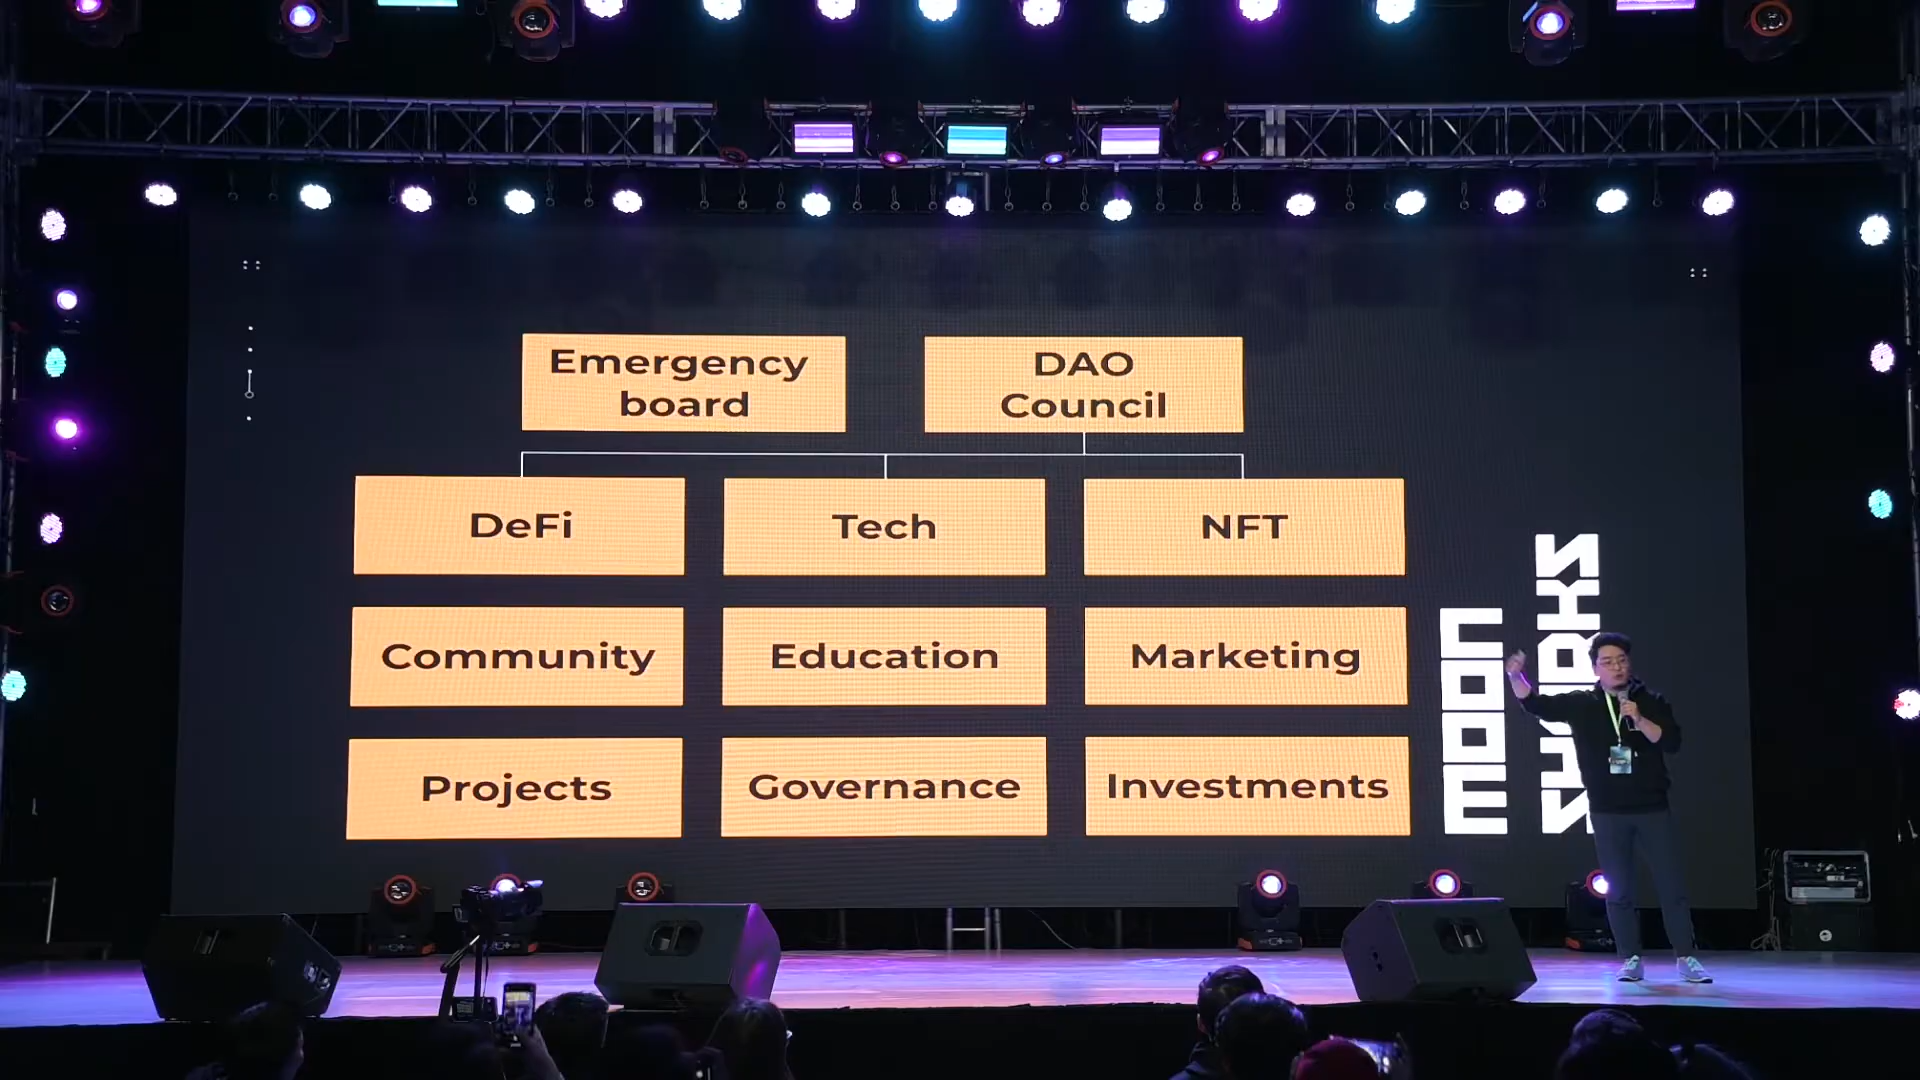 Emergency
board
DAO
Council
DeFi
Tech
NFT
Community
Education
Marketing
Projects
Governance
Investments
MOON